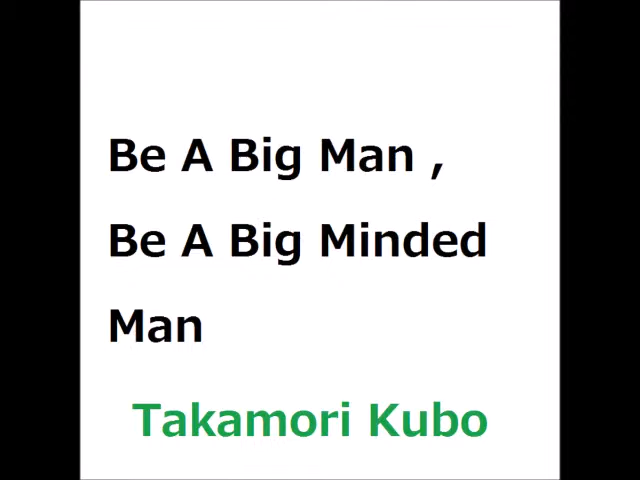 Be A Big Man ,
Be A Big Minded
Man
Takamori Kubo